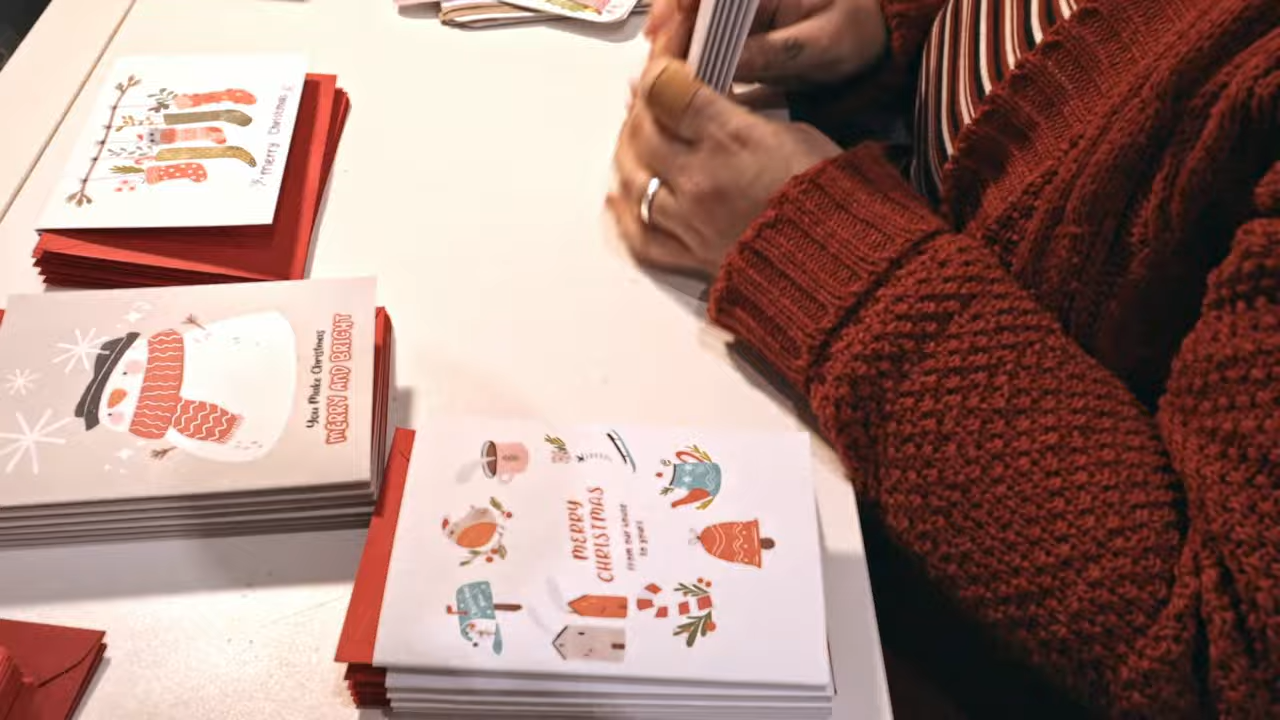 merry Christmas
You Make Christmas
MERRY AND BRIGHT
MERRY
CHRISTMAS
from our house
to yours